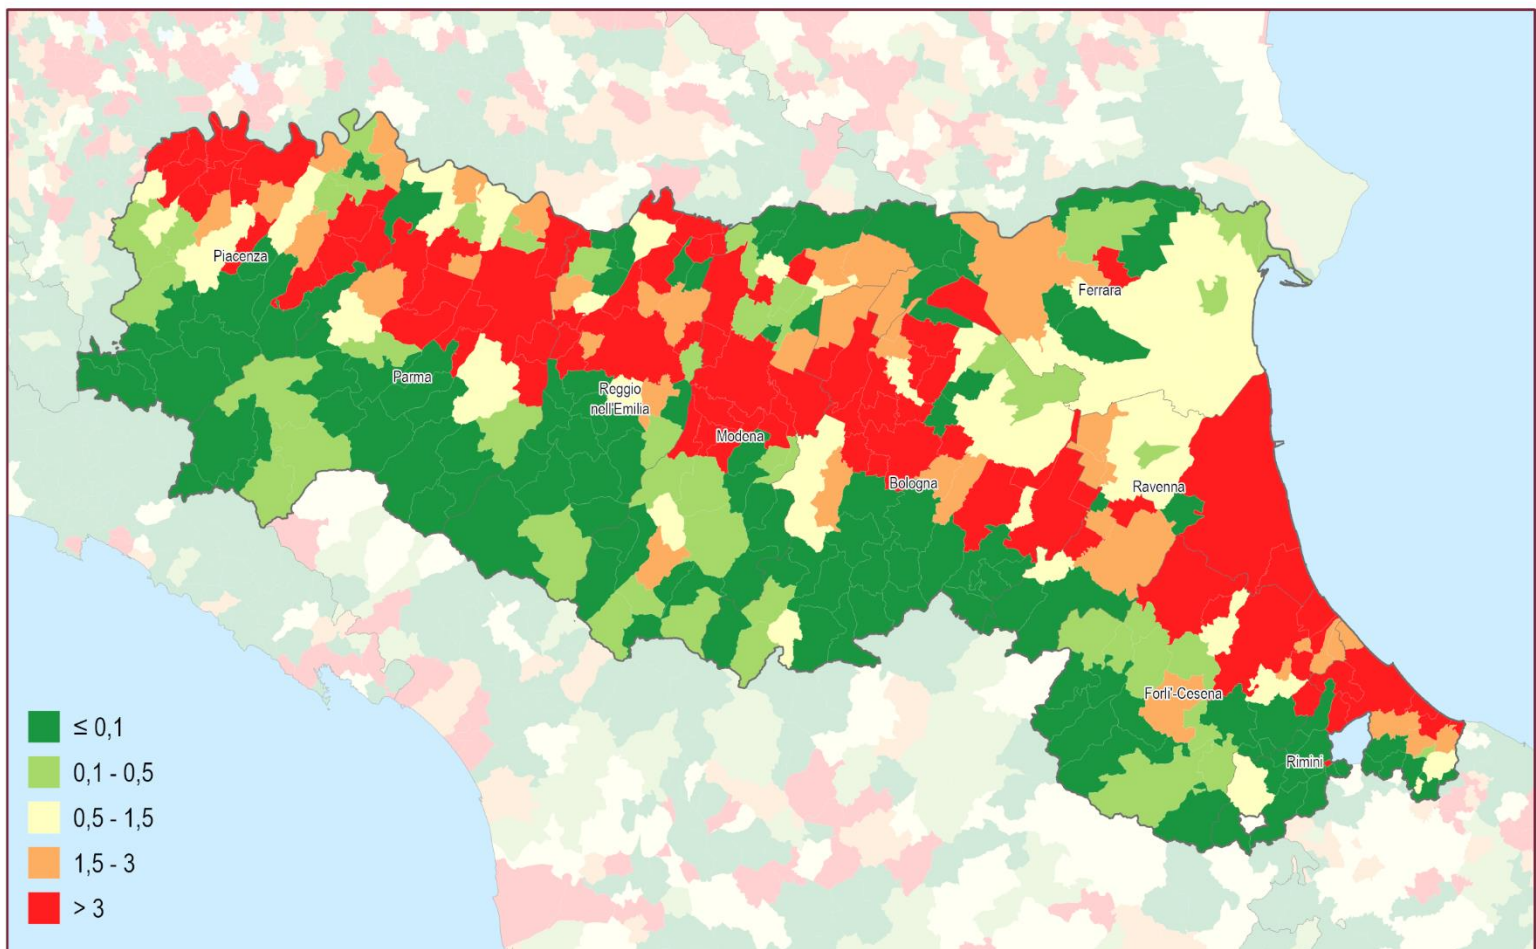 Piacenza
Ferrara
Parma
Reggio
nell'Emilia
Modena
Bologna
Ravenna
Forli'-Cesena
Rimini
≤ 0,1
0,1 - 0,5
0,5 - 1,5
1,5 - 3
> 3